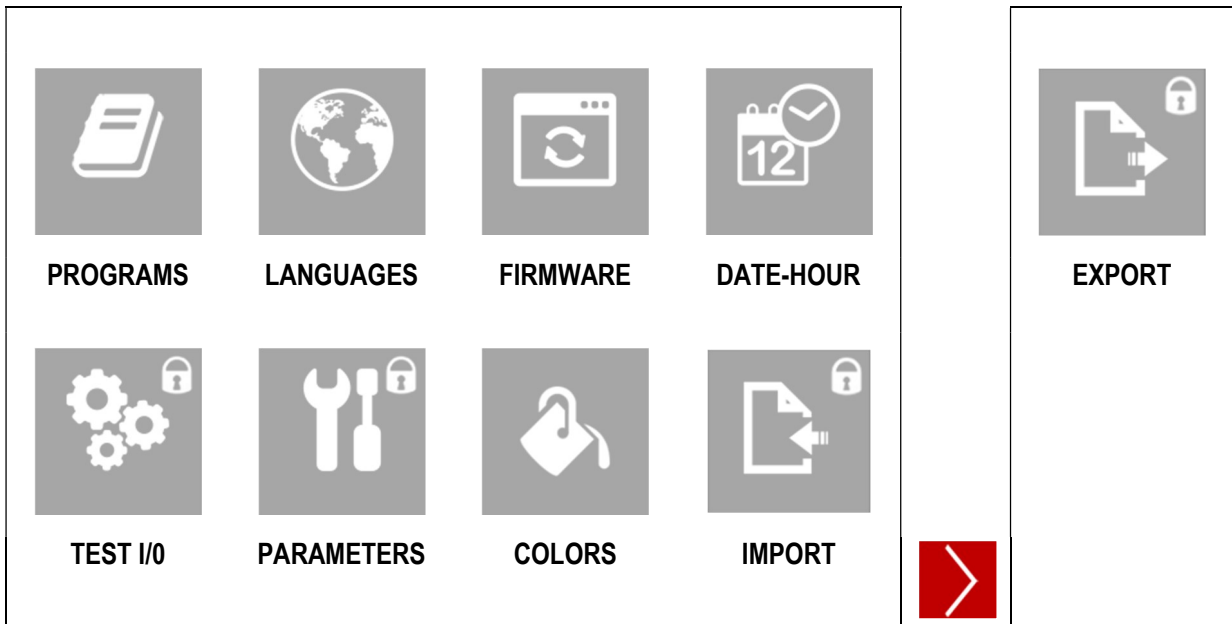 12
PROGRAMS LANGUAGES FIRMWARE DATE-HOUR EXPORT
TEST I/0 PARAMETERS COLORS IMPORT